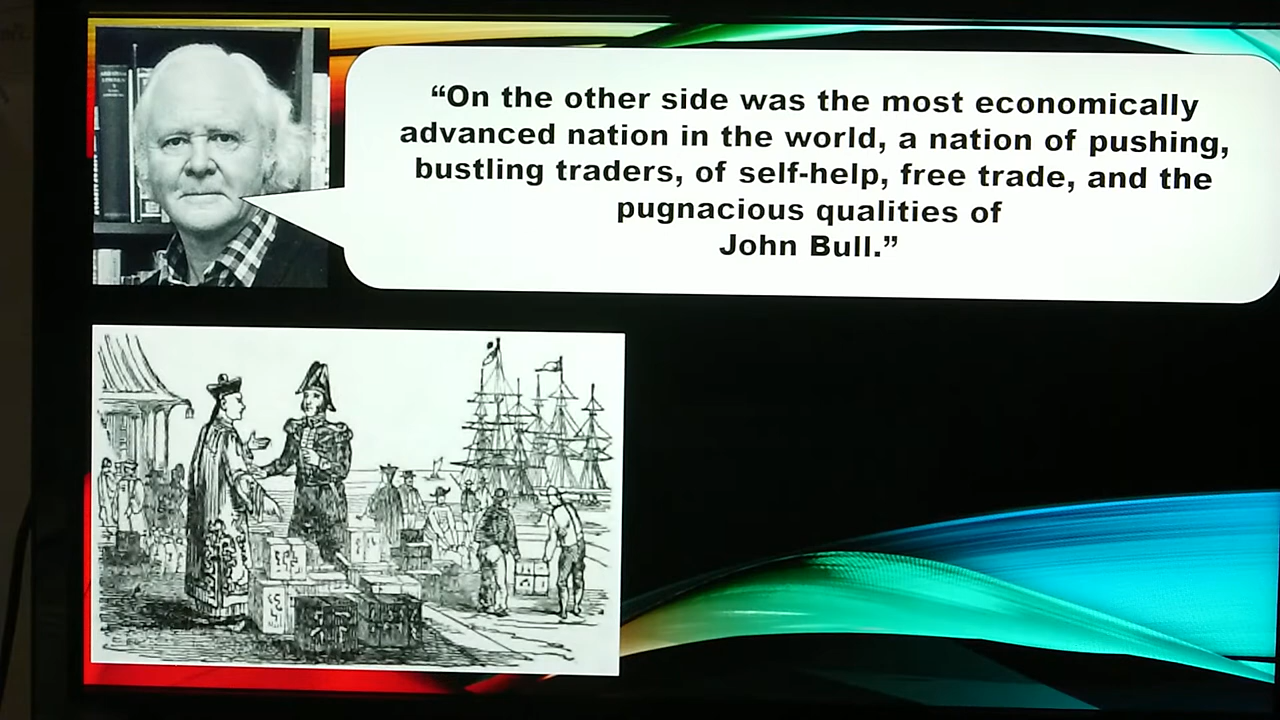 “On the other side was the most economically
advanced nation in the world, a nation of pushing,
bustling traders, of self-help, free trade, and the
pugnacious qualities of
John Bull.”